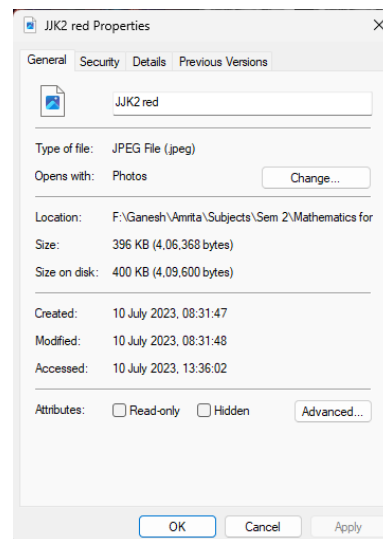 JJK2 red Properties
General Security Details Previous Versions
JJK2 red
Type of file: JPEG File (.jpeg)
Opens with: Photos Change...
Location: F:\Ganesh\Amrita\Subjects\Sem 2\Mathematics for
Size: 396 KB (4,06,368 bytes)
Size on disk: 400 KB (4,09,600 bytes)
Created: 10 July 2023, 08:31:47
Modified: 10 July 2023, 08:31:48
Accessed: 10 July 2023, 13:36:02
Attributes: Read-only Hidden Advanced...
OK Cancel Apply